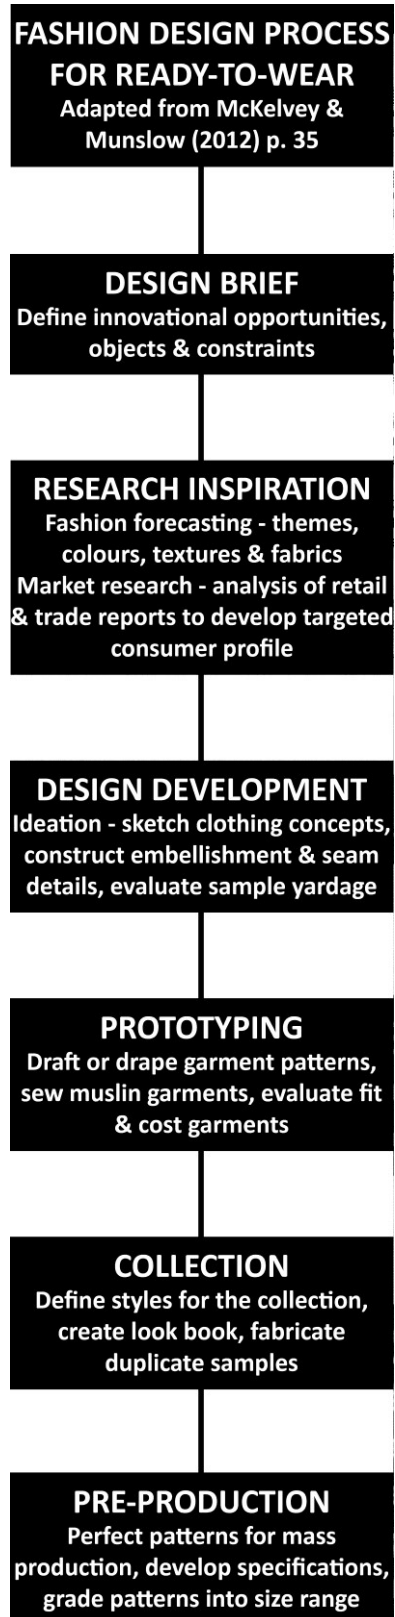 FASHION DESIGN PROCESS
FOR READY-TO-WEAR
Adapted from McKelvey &
Munslow (2012) p. 35
DESIGN BRIEF
Define innovational opportunities,
objects & constraints
RESEARCH INSPIRATION
Fashion forecasting - themes,
colours, textures & fabrics
Market research - analysis of retail
& trade reports to develop targeted
consumer profile
DESIGN DEVELOPMENT
Ideation - sketch clothing concepts,
construct embellishment & seam
details, evaluate sample yardage
PROTOTYPING
Draft or drape garment patterns,
sew muslin garments, evaluate fit
& cost garments
COLLECTION
Define styles for the collection,
create look book, fabricate
duplicate samples
PRE-PRODUCTION
Perfect patterns for mass
production, develop specifications,
grade patterns into size range